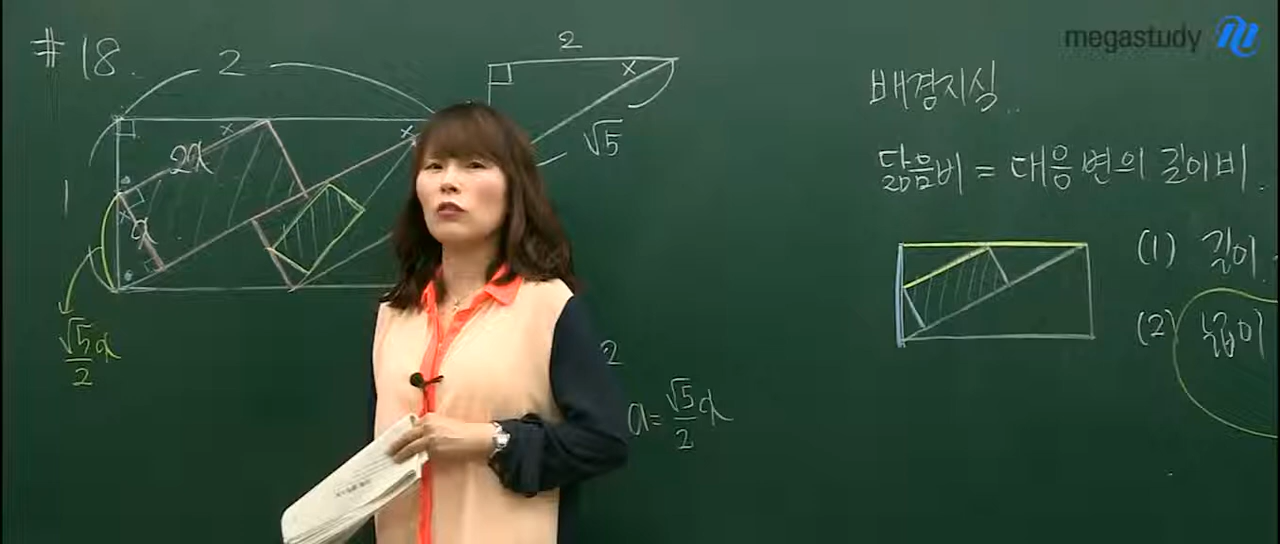 # 18.
2
1
2x
x
x
√5/2 x
2
x
√5
2
a = √5/2 x
megastudy
배경지식..
닮음비 = 대응변의 길이비.
(1) 길이
(2) 넓이